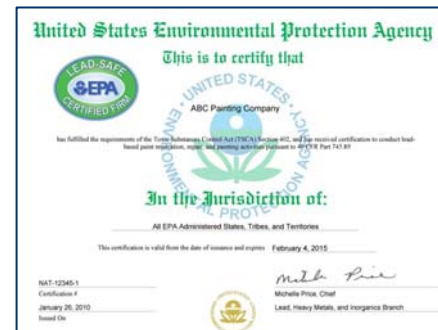 United States Environmental Protection Agency
This is to certify that
LEAD-SAFE
EPA
CERTIFIED FIRM
UNITED STATES
ENVIRONMENTAL PROTECTION AGENCY
ABC Painting Company
has fulfilled the requirements of the Toxic Substances Control Act (TSCA) Section 402, and has received certification to conduct lead-
based paint renovation, repair, and painting activities pursuant to 40 CFR Part 745.89
In the Jurisdiction of:
All EPA Administered States, Tribes, and Territories
This certification is valid from the date of issuance and expires February 4, 2015
NAT-12345-1
Certification #
January 26, 2010
Issued On
Michelle Price
Michelle Price, Chief
Lead, Heavy Metals, and Inorganics Branch